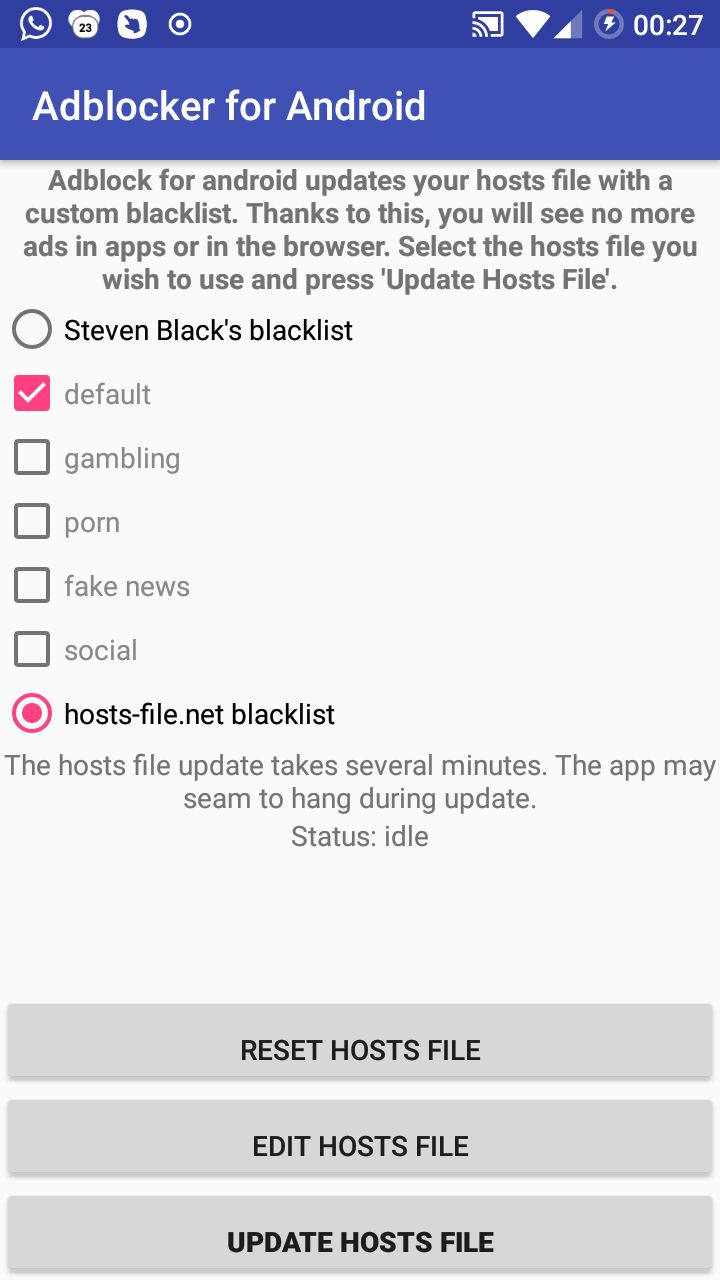 23
00:27
Adblocker for Android
Adblock for android updates your hosts file with a
custom blacklist. Thanks to this, you will see no more
ads in apps or in the browser. Select the hosts file you
wish to use and press 'Update Hosts File'.
Steven Black's blacklist
default
gambling
porn
fake news
social
hosts-file.net blacklist
The hosts file update takes several minutes. The app may
seam to hang during update.
Status: idle
RESET HOSTS FILE
EDIT HOSTS FILE
UPDATE HOSTS FILE